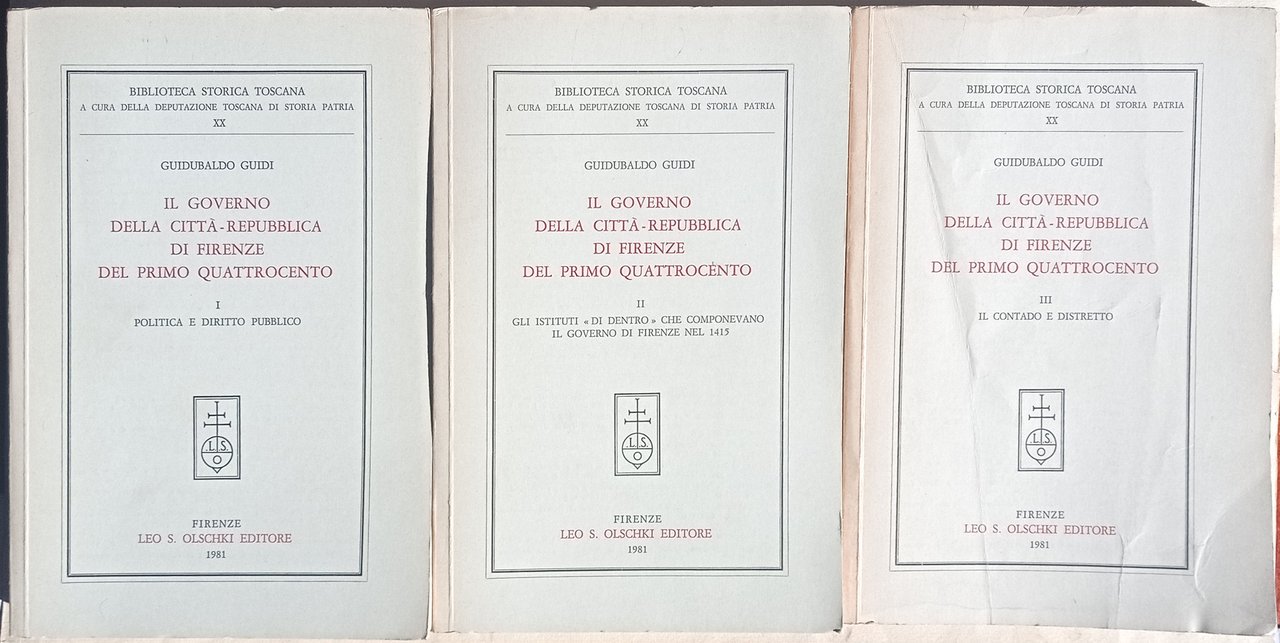 BIBLIOTECA STORICA TOSCANA
A CURA DELLA DEPUTAZIONE TOSCANA DI STORIA PATRIA
XX
GUIDUBALDO GUIDI
IL GOVERNO
DELLA CITTÀ-REPUBBLICA
DI FIRENZE
DEL PRIMO QUATTROCENTO
I
POLITICA E DIRITTO PUBBLICO
.L.S.
O
FIRENZE
LEO S. OLSCHKI EDITORE
1981
BIBLIOTECA STORICA TOSCANA
A CURA DELLA DEPUTAZIONE TOSCANA DI STORIA PATRIA
XX
GUIDUBALDO GUIDI
IL GOVERNO
DELLA CITTÀ-REPUBBLICA
DI FIRENZE
DEL PRIMO QUATTROCENTO
II
GLI ISTITUTI «DI DENTRO» CHE COMPONEVANO
IL GOVERNO DI FIRENZE NEL 1415
.L.S.
O
FIRENZE
LEO S. OLSCHKI EDITORE
1981
BIBLIOTECA STORICA TOSCANA
A CURA DELLA DEPUTAZIONE TOSCANA DI STORIA PATRIA
XX
GUIDUBALDO GUIDI
IL GOVERNO
DELLA CITTÀ-REPUBBLICA
DI FIRENZE
DEL PRIMO QUATTROCENTO
III
IL CONTADO E DISTRETTO
.L.S.
O
FIRENZE
LEO S. OLSCHKI EDITORE
1981